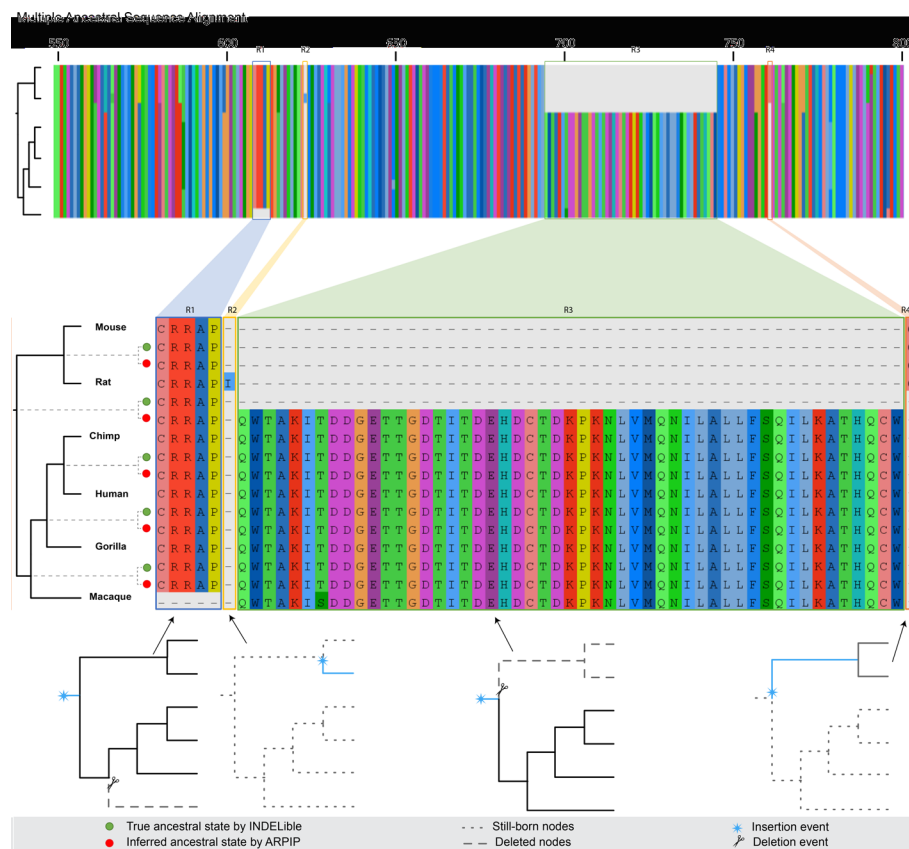 Multiple Ancestral Sequence Alignment
550 600 650 700 750 800
R1 R2 R3 R4
R1 R2 R3 R4
Mouse CRRAP- ---------------------------------------------------
CRRAP- ---------------------------------------------------
CRRAP- ---------------------------------------------------
Rat CRRAPI ---------------------------------------------------
CRRAP- ---------------------------------------------------
CRRAP- QWTAKITDDGETTGDTITDEHDCTDKPKNLVMQNILALLFSQILKATHQCW
Chimp CRRAP- QWTAKITDDGETTGDTITDEHDCTDKPKNLVMQNILALLFSQILKATHQCW
CRRAP- QWTAKITDDGETTGDTITDEHDCTDKPKNLVMQNILALLFSQILKATHQCW
CRRAP- QWTAKITDDGETTGDTITDEHDCTDKPKNLVMQNILALLFSQILKATHQCW
Human CRRAP- QWTAKITDDGETTGDTITDEHDCTDKPKNLVMQNILALLFSQILKATHQCW
CRRAP- QWTAKITDDGETTGDTITDEHDCTDKPKNLVMQNILALLFSQILKATHQCW
CRRAP- QWTAKITDDGETTGDTITDEHDCTDKPKNLVMQNILALLFSQILKATHQCW
Gorilla CRRAP- QWTAKITDDGETTGDTITDEHDCTDKPKNLVMQNILALLFSQILKATHQCW
CRRAP- QWTAKITDDGETTGDTITDEHDCTDKPKNLVMQNILALLFSQILKATHQCW
CRRAP- QWTAKITDDGETTGDTITDEHDCTDKPKNLVMQNILALLFSQILKATHQCW
Macaque ------ QWTAKISDDGETTGDTITDEHDCTDKPKNLVMQNILALLFSQILKATHQCW
True ancestral state by INDELible Still-born nodes Insertion event
Inferred ancestral state by ARPIP Deleted nodes Deletion event